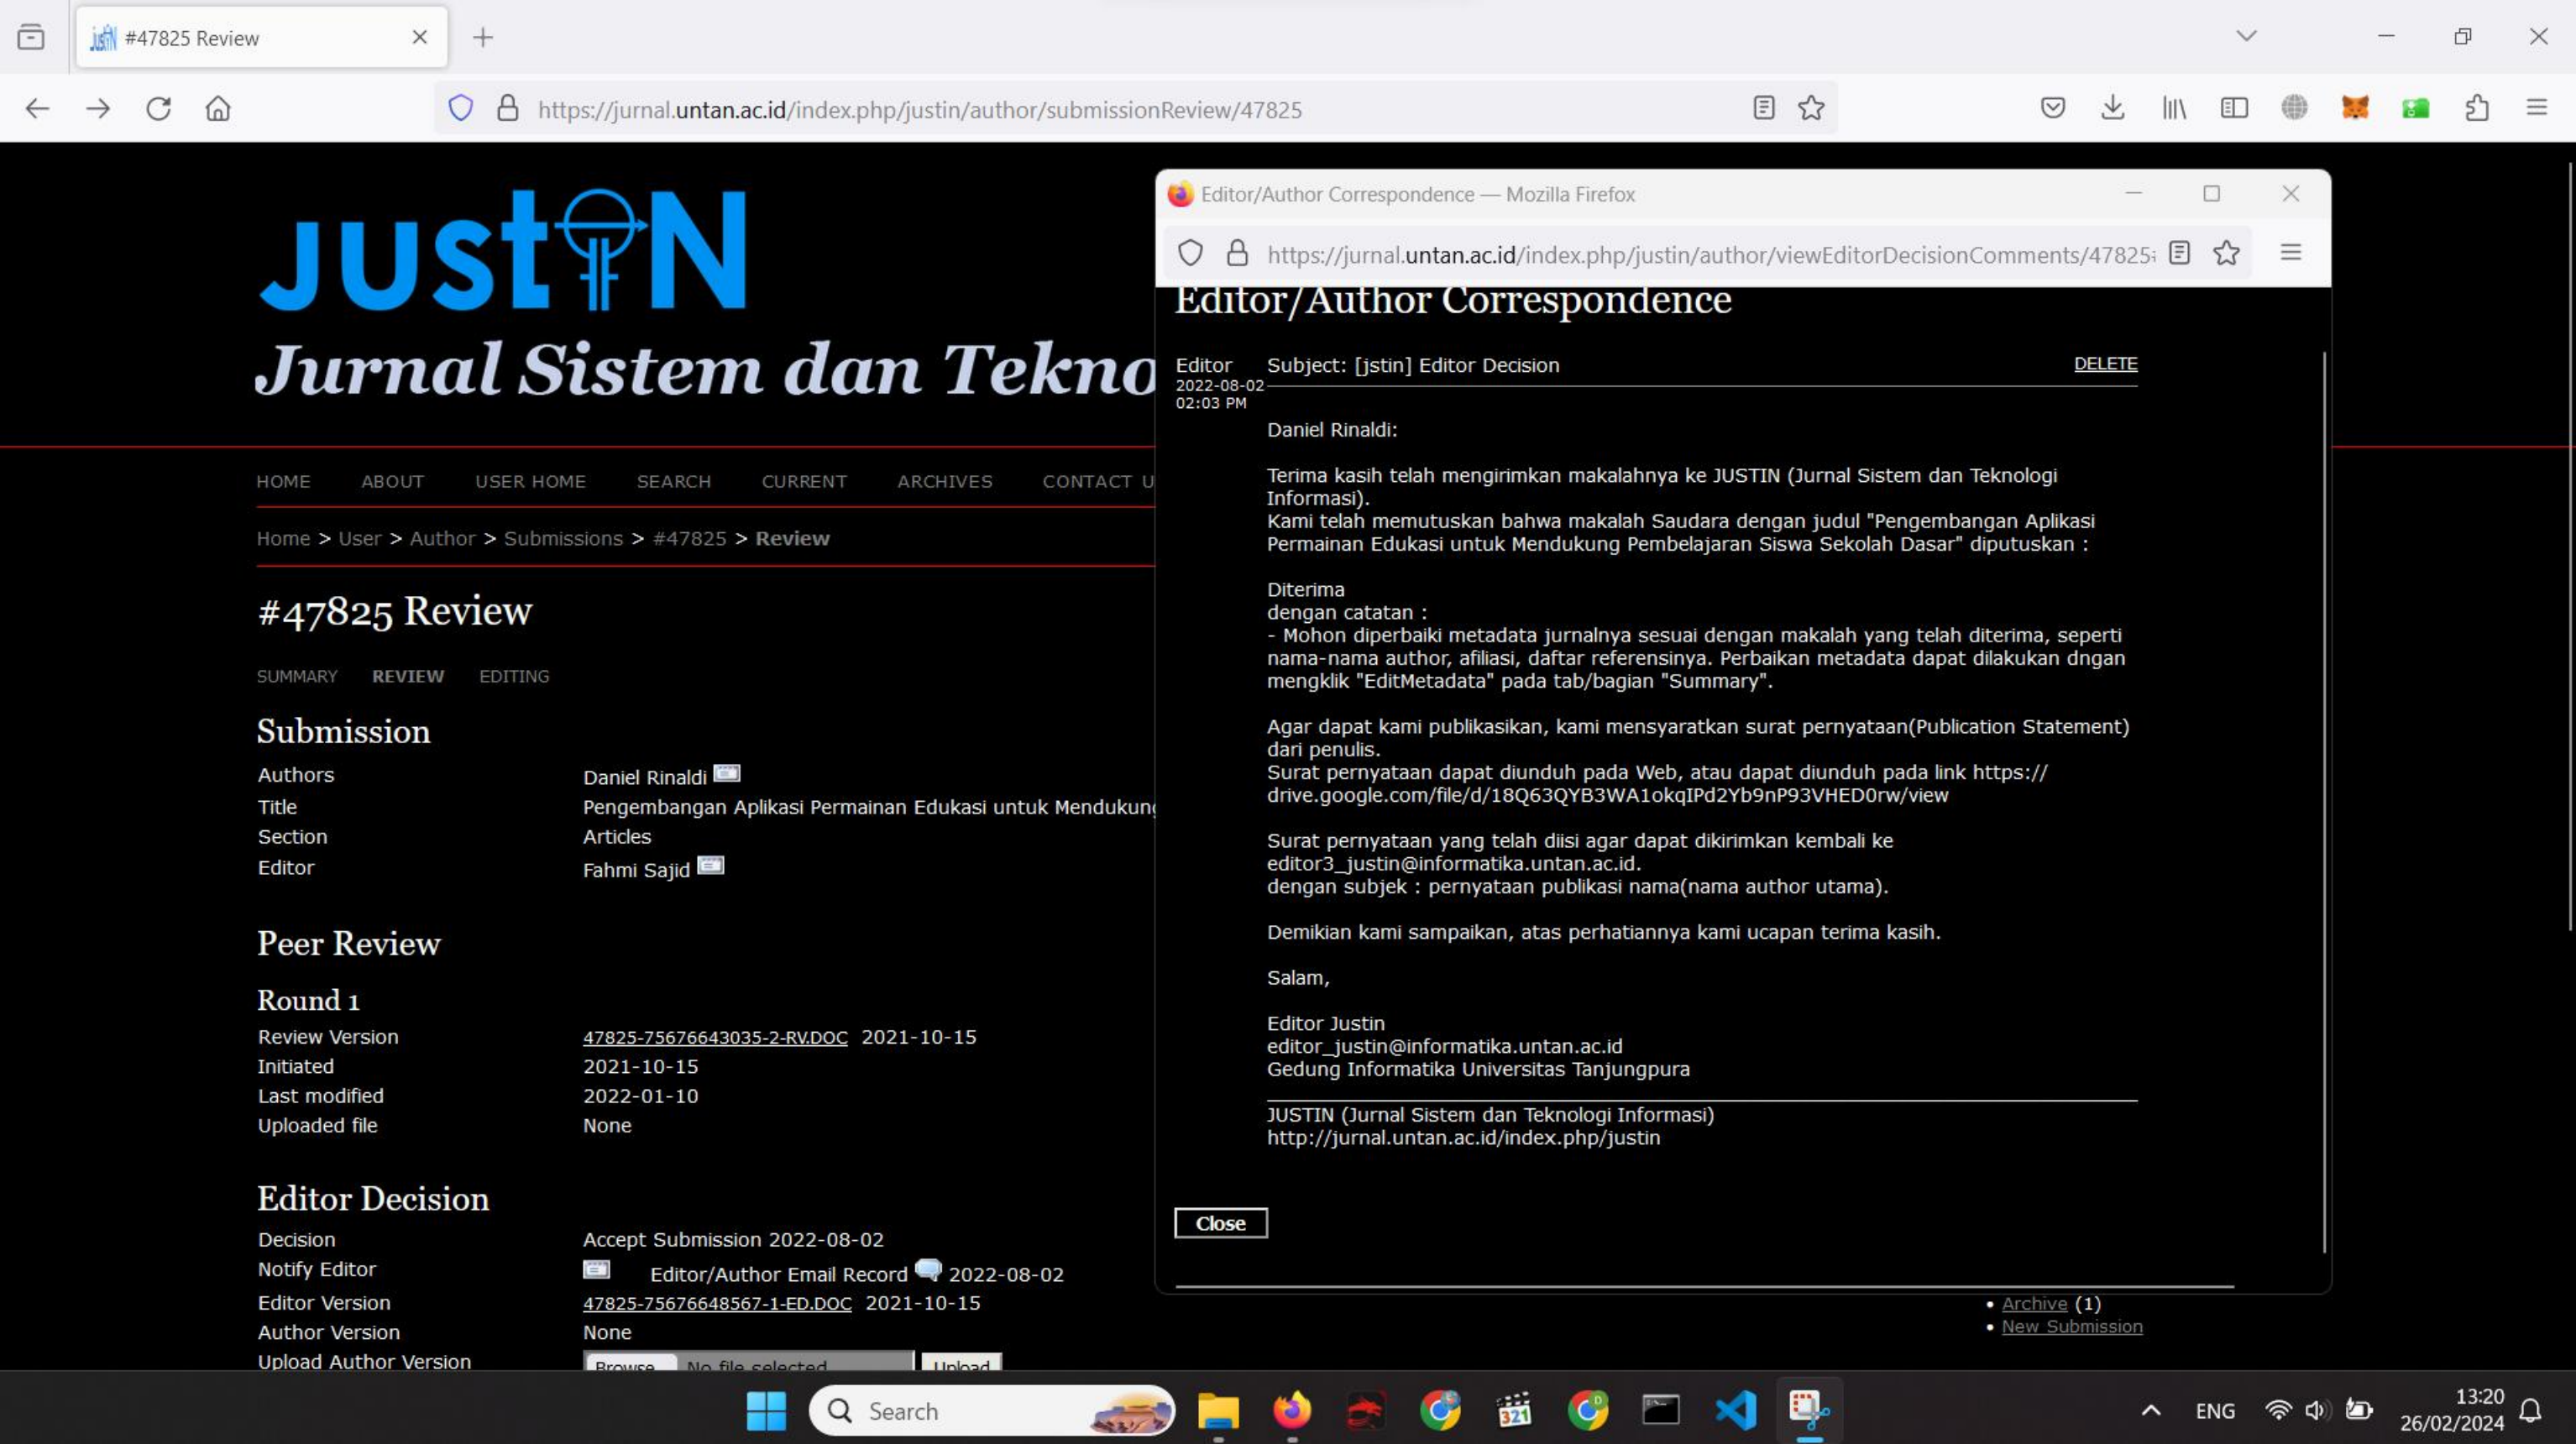 #47825 Review
https://jurnal.untan.ac.id/index.php/justin/author/submissionReview/47825
JUSTIN
Jurnal Sistem dan Tekno
HOME ABOUT USER HOME SEARCH CURRENT ARCHIVES CONTACT U
Home > User > Author > Submissions > #47825 > Review
#47825 Review
SUMMARY REVIEW EDITING
Submission
Authors Daniel Rinaldi
Title Pengembangan Aplikasi Permainan Edukasi untuk Mendukung
Section Articles
Editor Fahmi Sajid
Peer Review
Round 1
Review Version 47825-75676643035-2-RV.DOC 2021-10-15
Initiated 2021-10-15
Last modified 2022-01-10
Uploaded file None
Editor Decision
Decision Accept Submission 2022-08-02
Notify Editor Editor/Author Email Record 2022-08-02
Editor Version 47825-75676648567-1-ED.DOC 2021-10-15
Author Version None
Upload Author Version Browse... No file selected. Upload
Editor/Author Correspondence — Mozilla Firefox
https://jurnal.untan.ac.id/index.php/justin/author/viewEditorDecisionComments/47825#
Editor/Author Correspondence
Editor Subject: [jstin] Editor Decision DELETE
2022-08-02
02:03 PM
Daniel Rinaldi:
Terima kasih telah mengirimkan makalahnya ke JUSTIN (Jurnal Sistem dan Teknologi
Informasi).
Kami telah memutuskan bahwa makalah Saudara dengan judul "Pengembangan Aplikasi
Permainan Edukasi untuk Mendukung Pembelajaran Siswa Sekolah Dasar" diputuskan :
Diterima
dengan catatan :
- Mohon diperbaiki metadata jurnalnya sesuai dengan makalah yang telah diterima, seperti
nama-nama author, afiliasi, daftar referensinya. Perbaikan metadata dapat dilakukan dngan
mengklik "EditMetadata" pada tab/bagian "Summary".
Agar dapat kami publikasikan, kami mensyaratkan surat pernyataan(Publication Statement)
dari penulis.
Surat pernyataan dapat diunduh pada Web, atau dapat diunduh pada link https://
drive.google.com/file/d/18Q63QYB3WA1okqIPd2Yb9nP93VHED0rw/view
Surat pernyataan yang telah diisi agar dapat dikirimkan kembali ke
editor3_justin@informatika.untan.ac.id.
dengan subjek : pernyataan publikasi nama(nama author utama).
Demikian kami sampaikan, atas perhatiannya kami ucapan terima kasih.
Salam,
Editor Justin
editor_justin@informatika.untan.ac.id
Gedung Informatika Universitas Tanjungpura
JUSTIN (Jurnal Sistem dan Teknologi Informasi)
http://jurnal.untan.ac.id/index.php/justin
Close
Archive (1)
New Submission
Search
321
D
ENG
13:20
26/02/2024